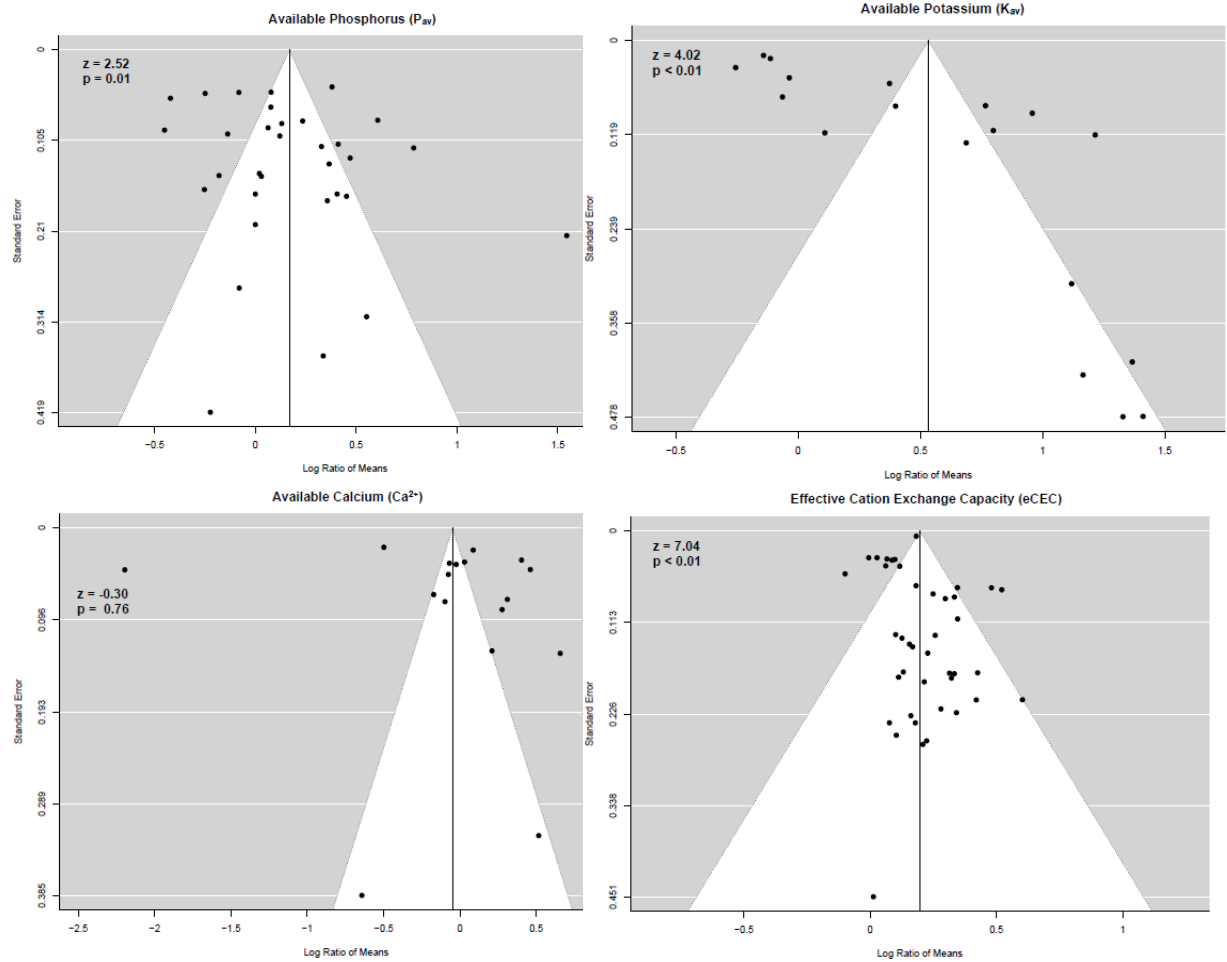 Available Phosphorus (Pav)
z = 2.52
p = 0.01
Standard Error
0
0.105
0.21
0.314
0.419
−0.5
0
0.5
1
1.5
Log Ratio of Means
Available Potassium (Kav)
z = 4.02
p < 0.01
Standard Error
0
0.119
0.239
0.358
0.478
−0.5
0
0.5
1
1.5
Log Ratio of Means
Available Calcium (Ca²⁺)
z = -0.30
p = 0.76
Standard Error
0
0.096
0.193
0.289
0.385
−2.5
−2
−1.5
−1
−0.5
0
0.5
Log Ratio of Means
Effective Cation Exchange Capacity (eCEC)
z = 7.04
p < 0.01
Standard Error
0
0.113
0.226
0.338
0.451
−0.5
0
0.5
1
Log Ratio of Means